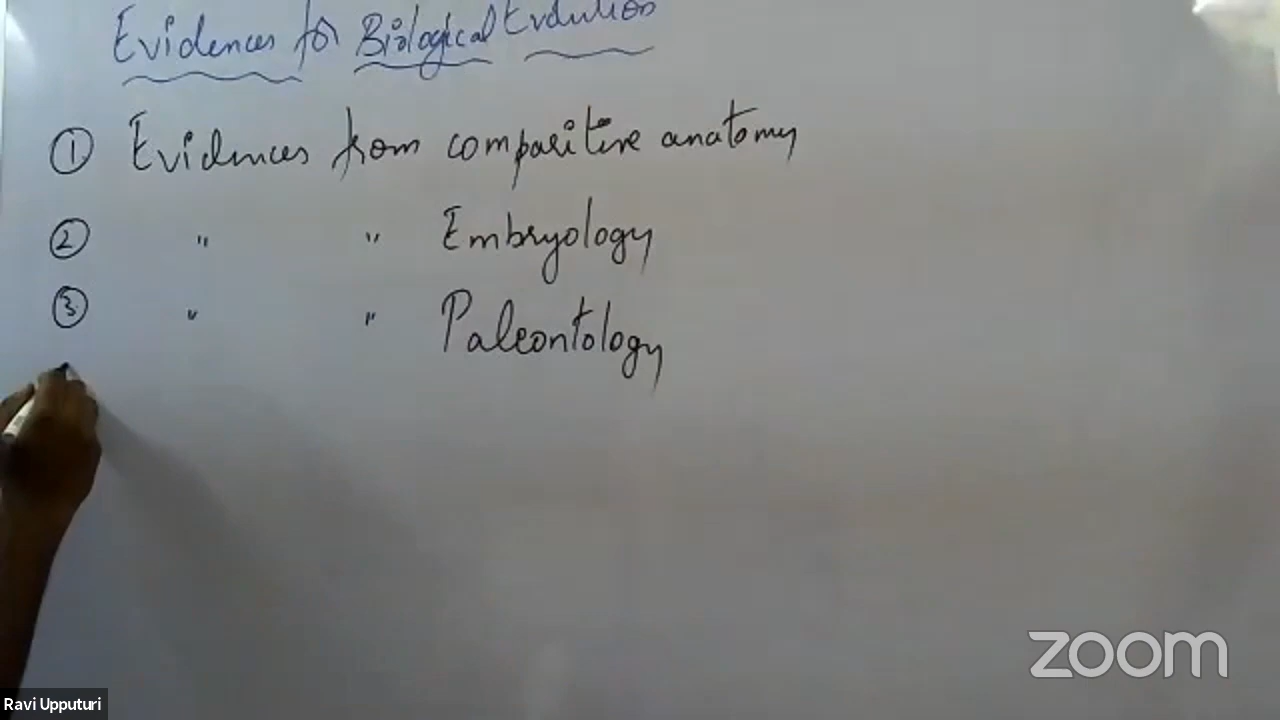 Evidences for Biological Evolution
① Evidences from comparitive anatomy
② " " Embryology
③ " " Paleontology
zoom
Ravi Upputuri